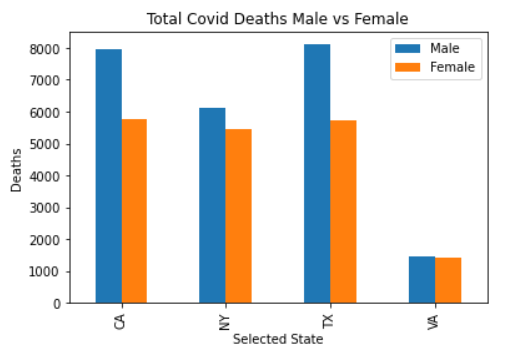 Total Covid Deaths Male vs Female
Male
Female
8000
7000
6000
5000
4000
3000
2000
1000
0
Deaths
CA
NY
TX
VA
Selected State